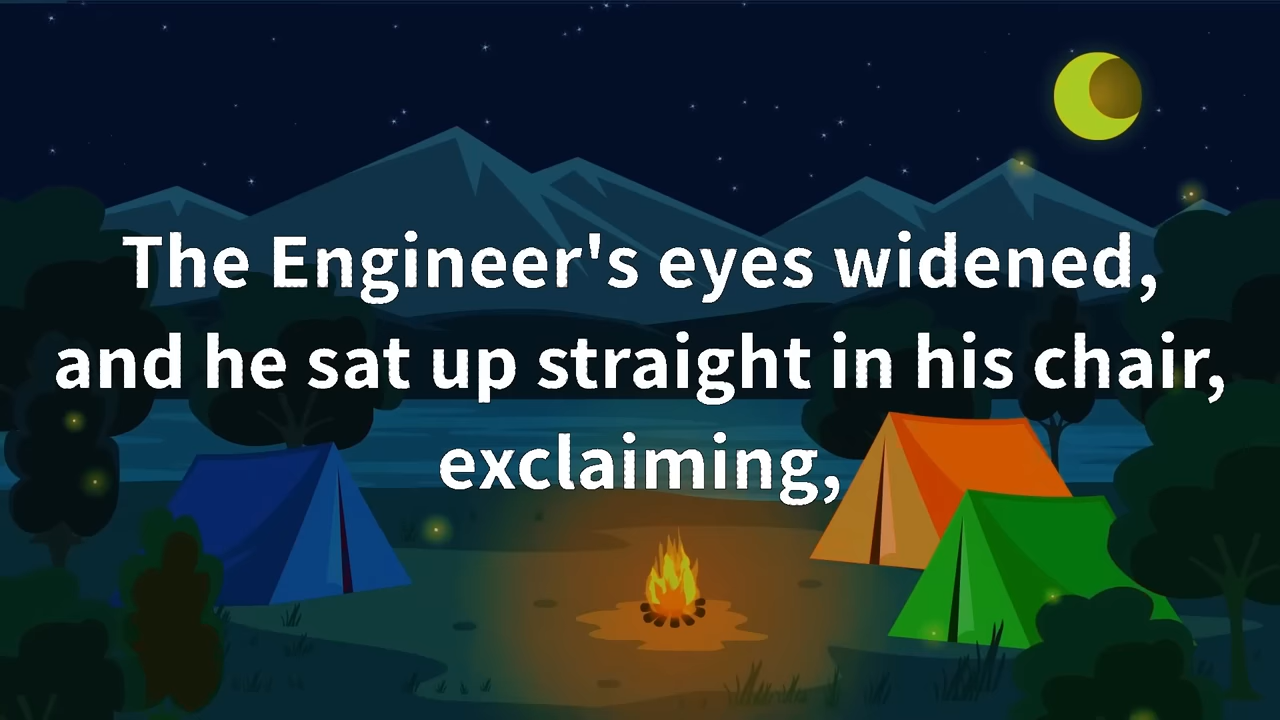 The Engineer's eyes widened,
and he sat up straight in his chair,
exclaiming,